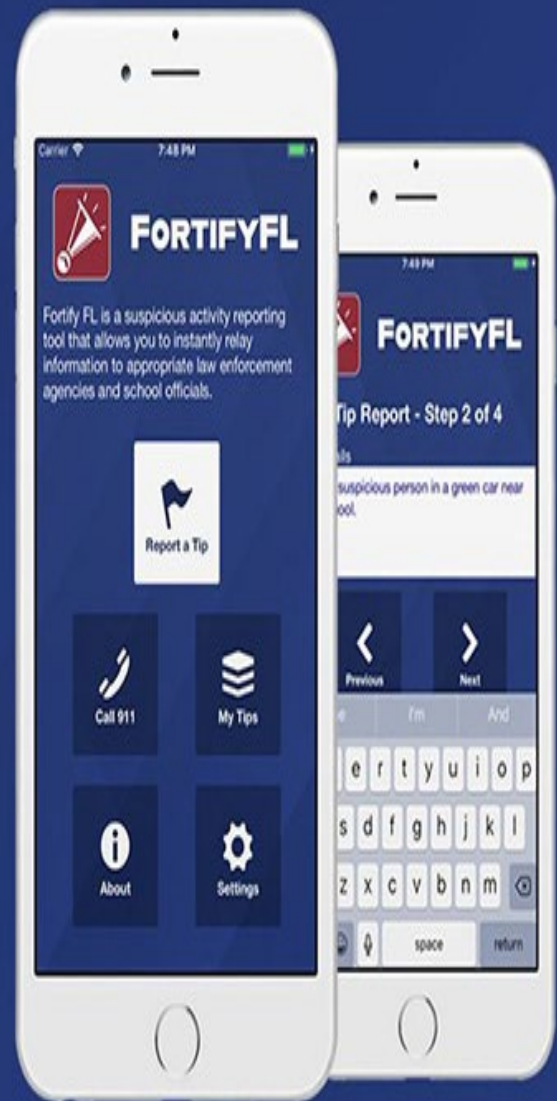 Carrier 7:48 PM
FORTIFYFL
Fortify FL is a suspicious activity reporting
tool that allows you to instantly relay
information to appropriate law enforcement
agencies and school officials.
Report a Tip
Call 911
My Tips
About
Settings
7:49 PM
FORTIFYFL
Tip Report - Step 2 of 4
suspicious person in a green car near
Previous
Next
I'm
And
e r t y u i o p
s d f g h j k l
z x c v b n m
space
return